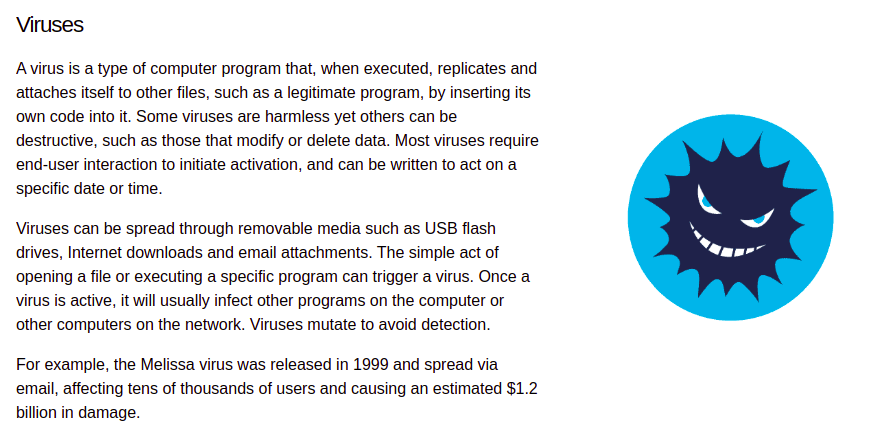 Viruses
A virus is a type of computer program that, when executed, replicates and
attaches itself to other files, such as a legitimate program, by inserting its
own code into it. Some viruses are harmless yet others can be
destructive, such as those that modify or delete data. Most viruses require
end-user interaction to initiate activation, and can be written to act on a
specific date or time.
Viruses can be spread through removable media such as USB flash
drives, Internet downloads and email attachments. The simple act of
opening a file or executing a specific program can trigger a virus. Once a
virus is active, it will usually infect other programs on the computer or
other computers on the network. Viruses mutate to avoid detection.
For example, the Melissa virus was released in 1999 and spread via
email, affecting tens of thousands of users and causing an estimated $1.2
billion in damage.